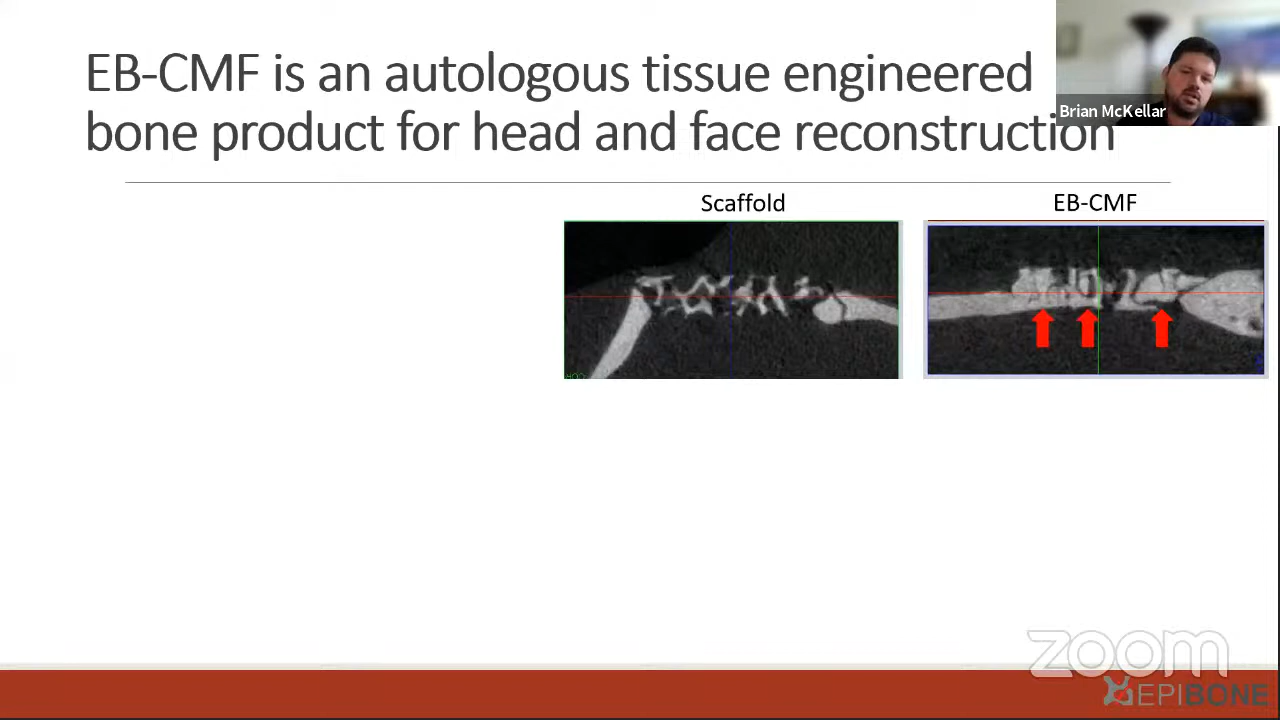 EB-CMF is an autologous tissue engineered
bone product for head and face reconstruction
Brian McKellar
Scaffold
EB-CMF
zoom
EPIBONE